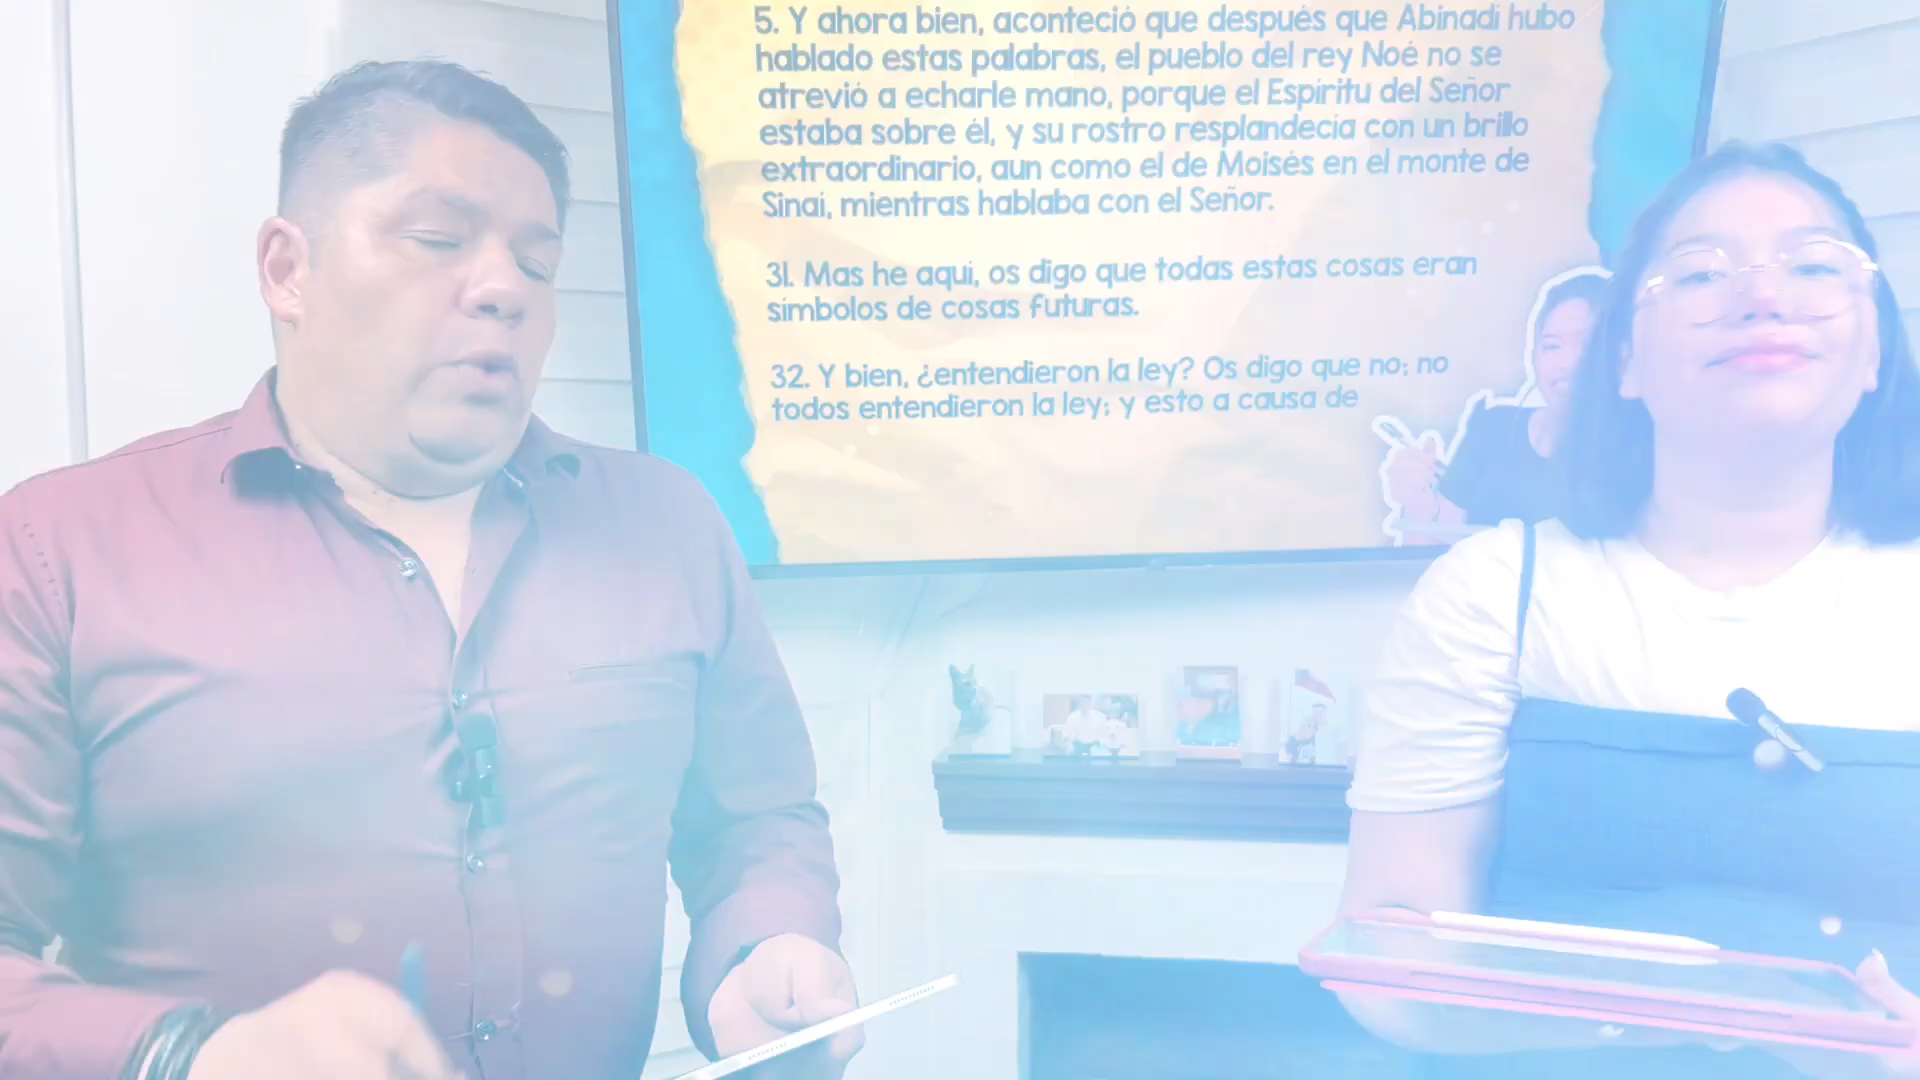 5. Y ahora bien, aconteció que después que Abinadí hubo
hablado estas palabras, el pueblo del rey Noé no se
atrevió a echarle mano, porque el Espíritu del Señor
estaba sobre él, y su rostro resplandecía con un brillo
extraordinario, aun como el de Moisés en el monte de
Sinaí, mientras hablaba con el Señor.
31. Mas he aquí, os digo que todas estas cosas eran
símbolos de cosas futuras.
32. Y bien, ¿entendieron la ley? Os digo que no; no
todos entendieron la ley; y esto a causa de